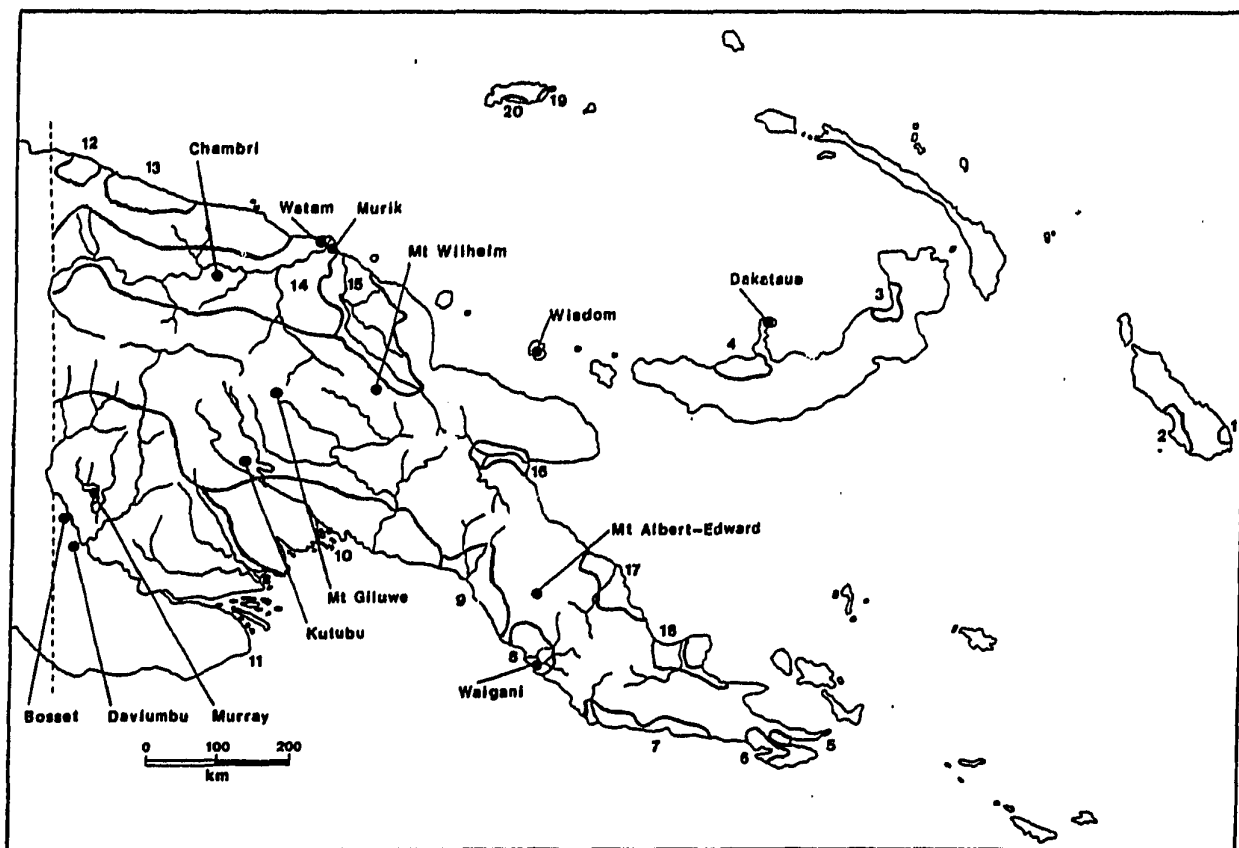 19
20
12
13
Chambri
Watam
Murik
Mt Wilhelm
14
15
Wisdom
Dakataua
3
4
2
1
16
Mt Albert-Edward
17
10
9
Mt Giluwe
Kutubu
18
8
11
Waigani
Bosset
Daviumbu
Murray
7
6
5
0
100
200
km